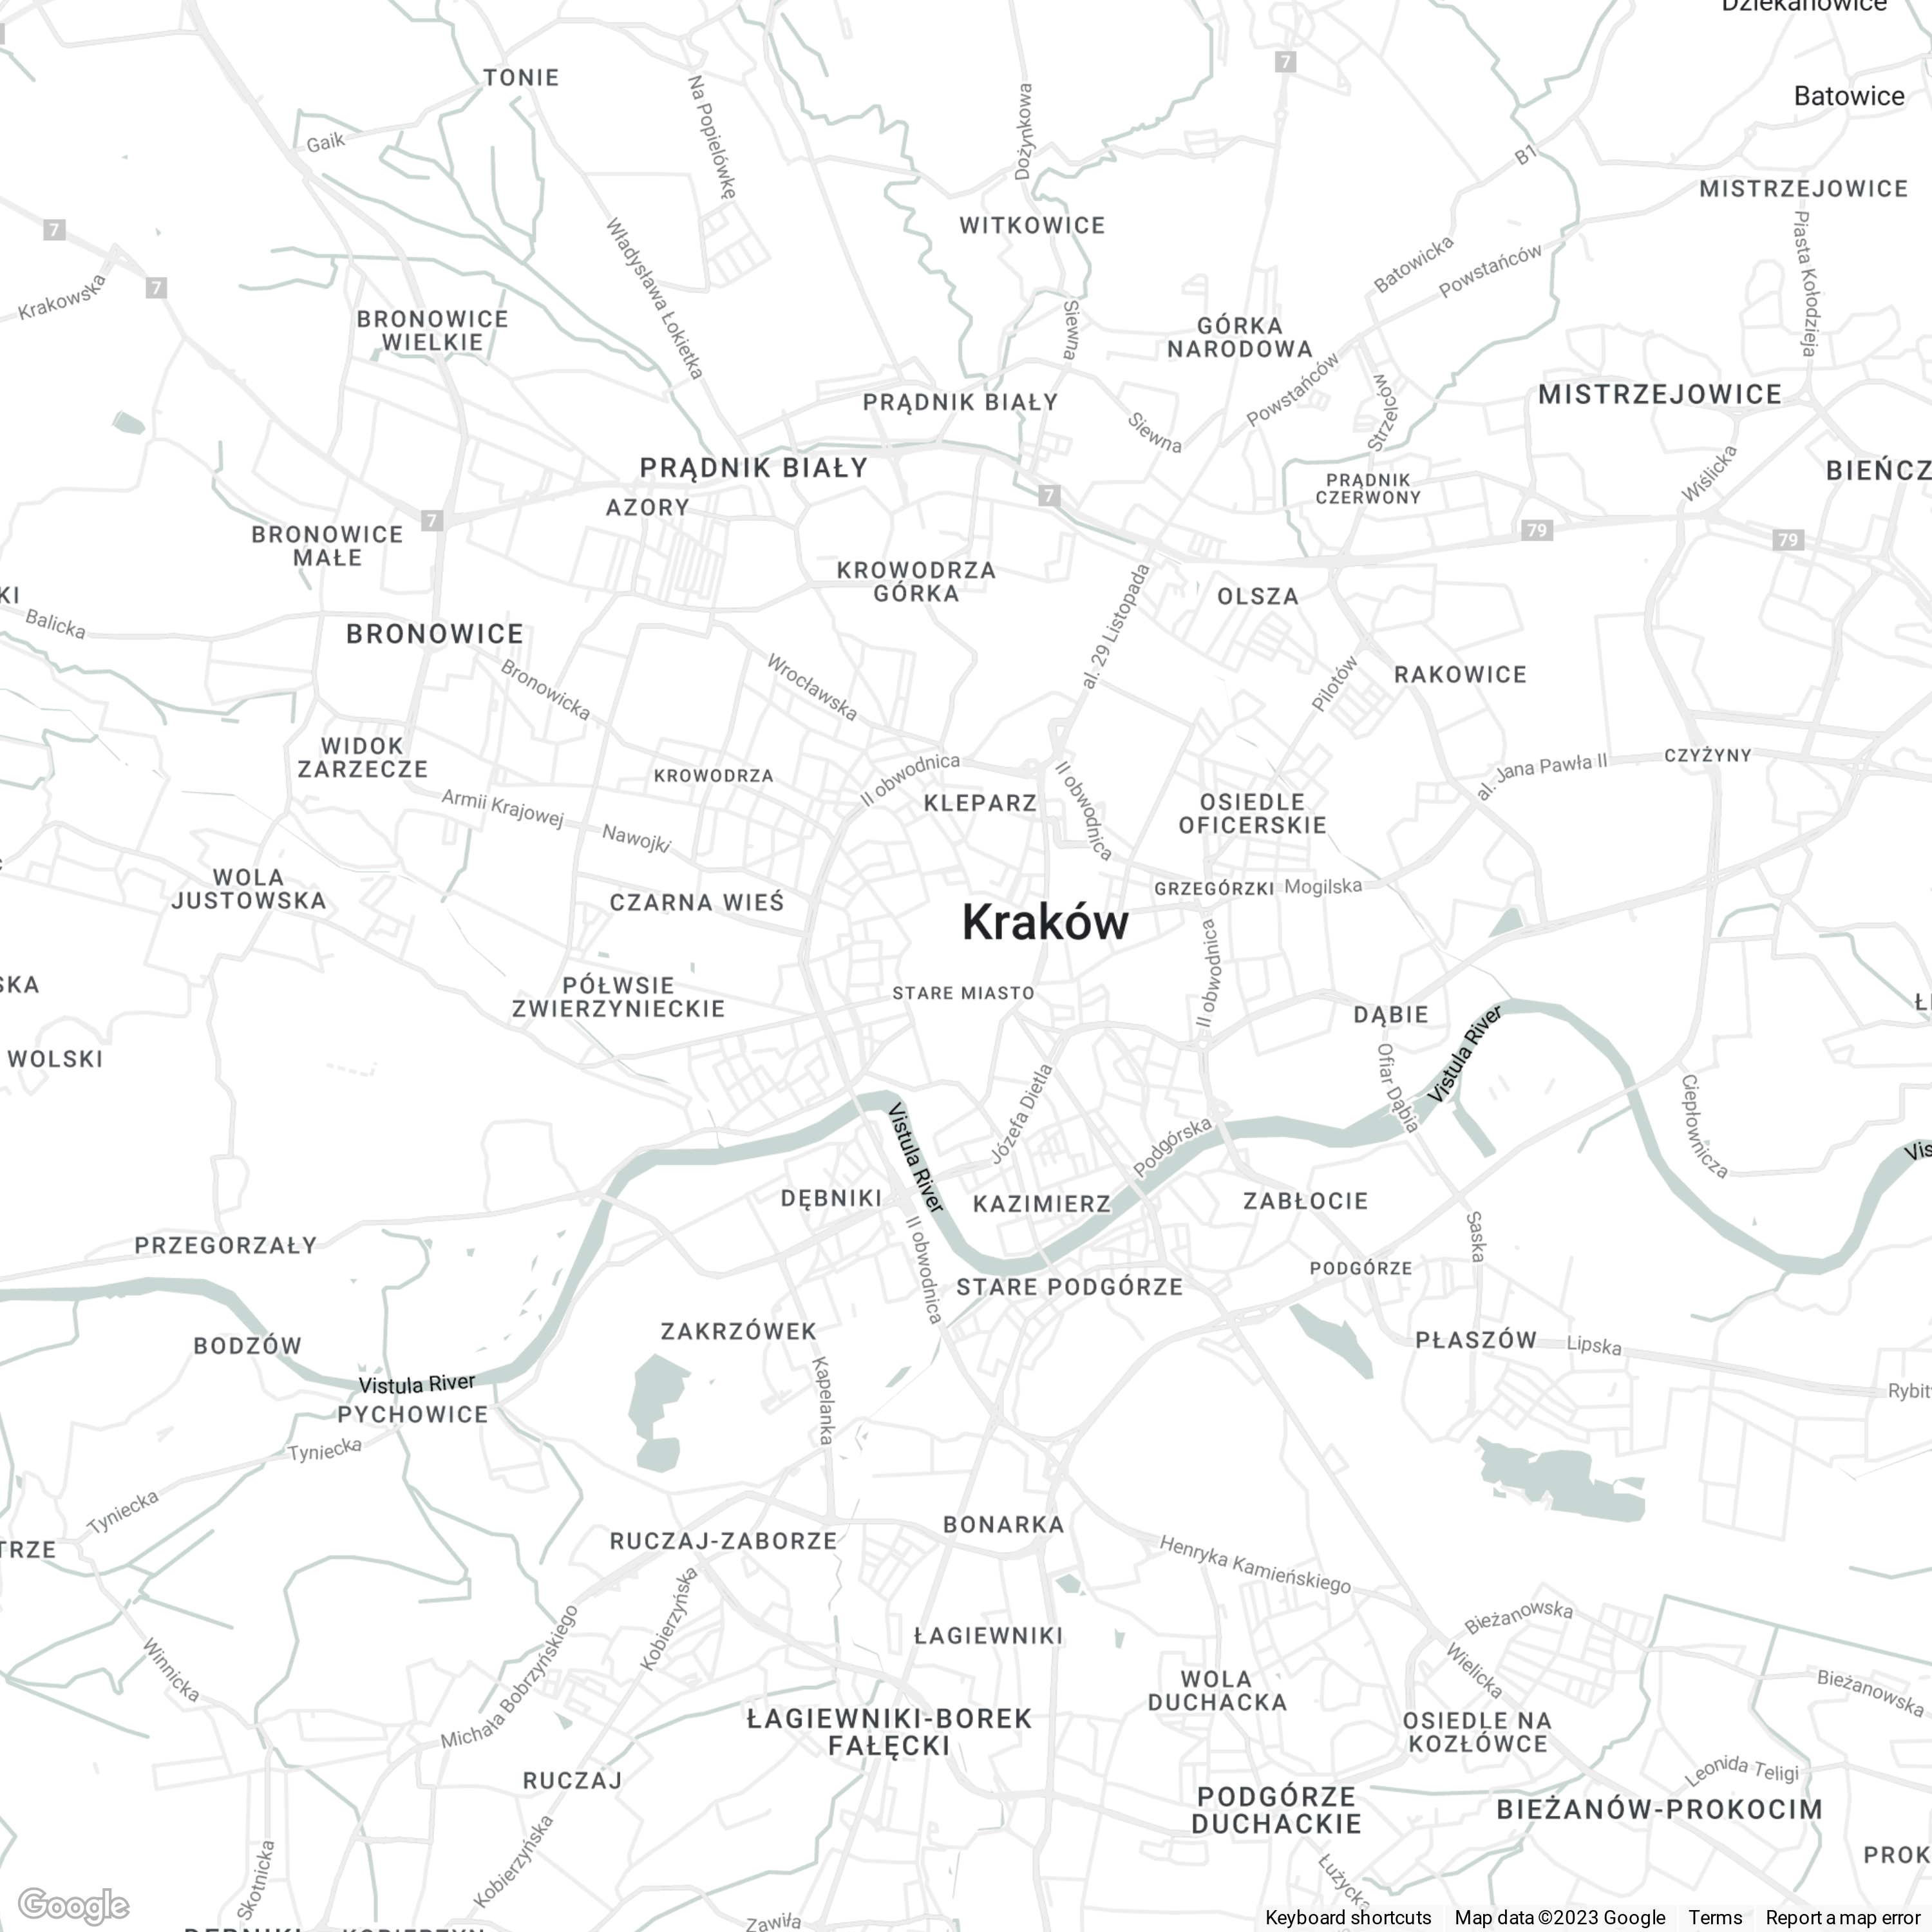 Dziekanowice
TONIE
7
Batowice
Na Popielówkę
Dożynkowa
Gaik
B1
MISTRZEJOWICE
WITKOWICE
7
Władysława Łokietka
Batowicka
Powstańców
Piasta Kołodzieja
Krakowska
7
BRONOWICE
WIELKIE
Siewna
GÓRKA
NARODOWA
Powstańców
Strzelców
MISTRZEJOWICE
PRĄDNIK BIAŁY
Siewna
PRĄDNIK BIAŁY
Wiślicka
BIEŃCZ
PRĄDNIK
CZERWONY
7
AZORY
7
79
79
BRONOWICE
MAŁE
KROWODRZA
GÓRKA
KI
OLSZA
Balicka
BRONOWICE
al. 29 Listopada
Bronowicka
Wrocławska
Pilotów
RAKOWICE
WIDOK
ZARZECZE
KROWODRZA
II obwodnica
II obwodnica
al. Jana Pawła II
CZYŻYNY
KLEPARZ
OSIEDLE
OFICERSKIE
Armii Krajowej
Nawojki
WOLA
JUSTOWSKA
CZARNA WIEŚ
GRZEGÓRZKI
Mogilska
Kraków
II obwodnica
SKA
PÓŁWSIE
ZWIERZYNIECKIE
STARE MIASTO
DĄBIE
Vistula River
WOLSKI
Ofiar Dąbia
Ciepłownicza
Józefa Dietla
Vistula River
Podgórska
Vis
DĘBNIKI
KAZIMIERZ
ZABŁOCIE
PRZEGORZAŁY
II obwodnica
Saska
PODGÓRZE
STARE PODGÓRZE
ZAKRZÓWEK
BODZÓW
PŁASZÓW
Lipska
Vistula River
Kapelanka
Rybit
PYCHOWICE
Tyniecka
Tyniecka
BONARKA
RUCZAJ-ZABORZE
TRZE
Henryka Kamieńskiego
Kobierzyńska
Bieżanowska
ŁAGIEWNIKI
Winnicka
Michała Bobrzyńskiego
Wielicka
WOLA
DUCHACKA
Bieżanowska
ŁAGIEWNIKI-BOREK
FAŁĘCKI
OSIEDLE NA
KOZŁÓWCE
RUCZAJ
Leonida Teligi
PODGÓRZE
DUCHACKIE
BIEŻANÓW-PROKOCIM
Kobierzyńska
Skotnicka
PROK
Łużycka
Google
Zawiła
DĘBNIKI
KOBIERZYN
Keyboard shortcuts
Map data ©2023 Google
Terms
Report a map error